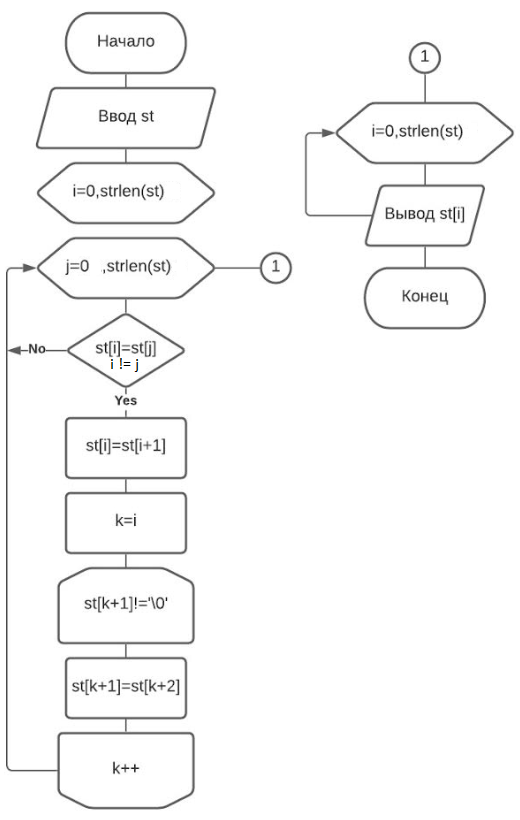 Начало
Ввод st
i=0,strlen(st)
j=0 ,strlen(st)
1
st[i]=st[j]
i != j
No
Yes
st[i]=st[i+1]
k=i
st[k+1]!='\0'
st[k+1]=st[k+2]
k++
1
i=0,strlen(st)
Вывод st[i]
Конец